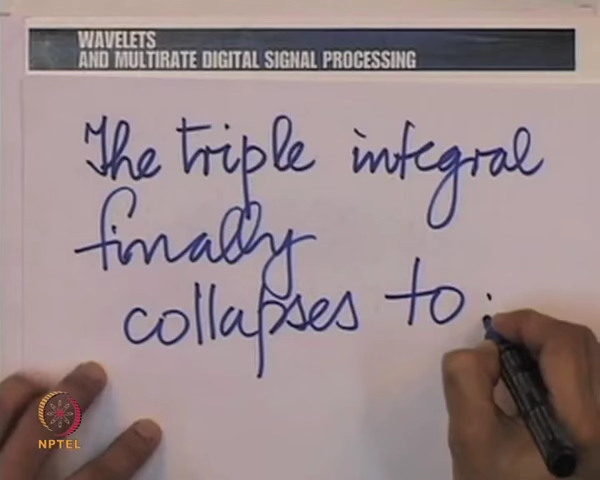 WAVELETS
AND MULTIRATE DIGITAL SIGNAL PROCESSING
The triple integral
finally
collapses to:
NPTEL